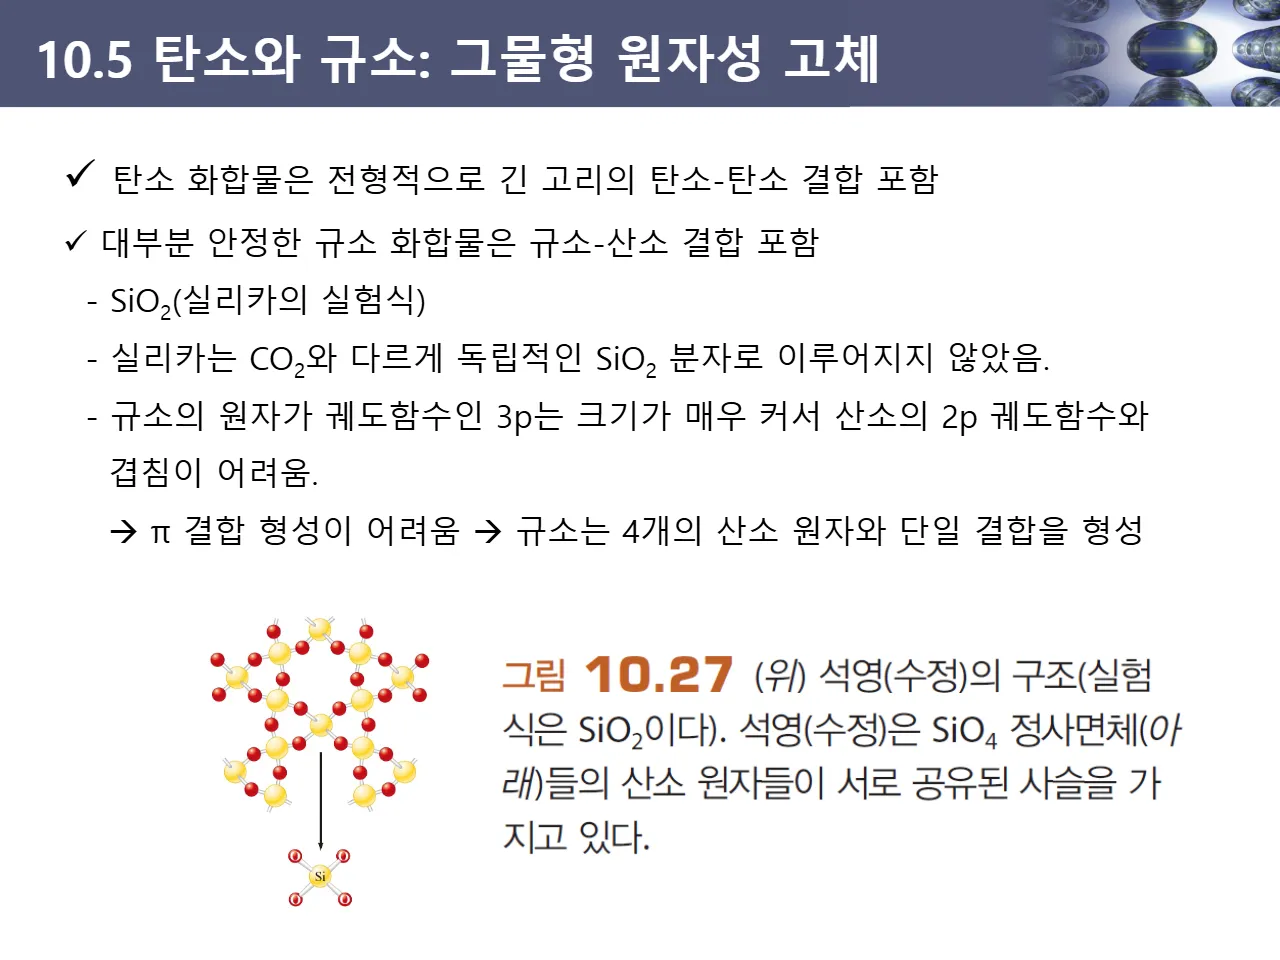 10.5 탄소와 규소: 그물형 원자성 고체
✓ 탄소 화합물은 전형적으로 긴 고리의 탄소-탄소 결합 포함
✓ 대부분 안정한 규소 화합물은 규소-산소 결합 포함
- SiO₂(실리카의 실험식)
- 실리카는 CO₂와 다르게 독립적인 SiO₂ 분자로 이루어지지 않았음.
- 규소의 원자가 궤도함수인 3p는 크기가 매우 커서 산소의 2p 궤도함수와
겹침이 어려움.
→ π 결합 형성이 어려움 → 규소는 4개의 산소 원자와 단일 결합을 형성
그림 10.27 (위) 석영(수정)의 구조(실험
식은 SiO₂이다). 석영(수정)은 SiO₄ 정사면체(아
래)들의 산소 원자들이 서로 공유된 사슬을 가
지고 있다.
O O
Si
O O